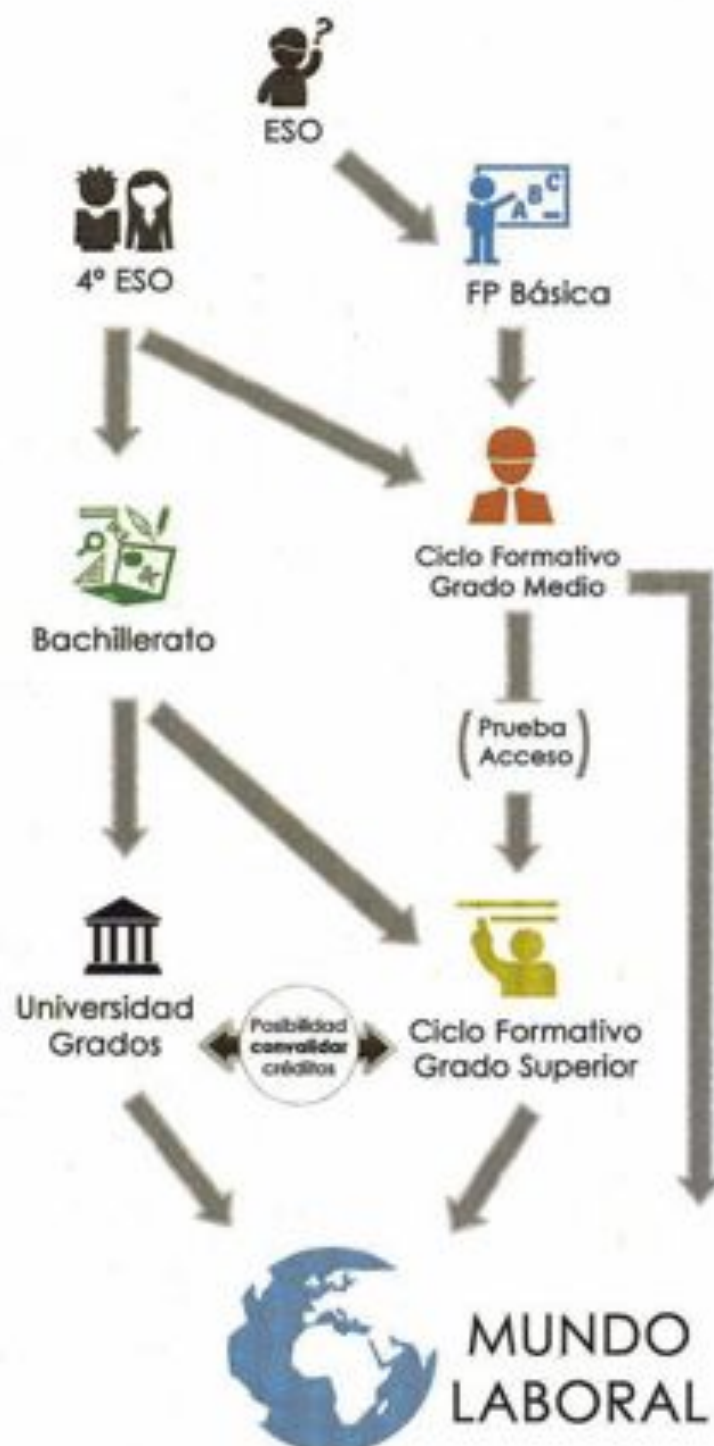 ?
ESO
4º ESO
A B C
FP Básica
Ciclo Formativo
Grado Medio
Bachillerato
(Prueba
Acceso)
Universidad
Grados
Posibilidad
convalidar
créditos
Ciclo Formativo
Grado Superior
MUNDO
LABORAL